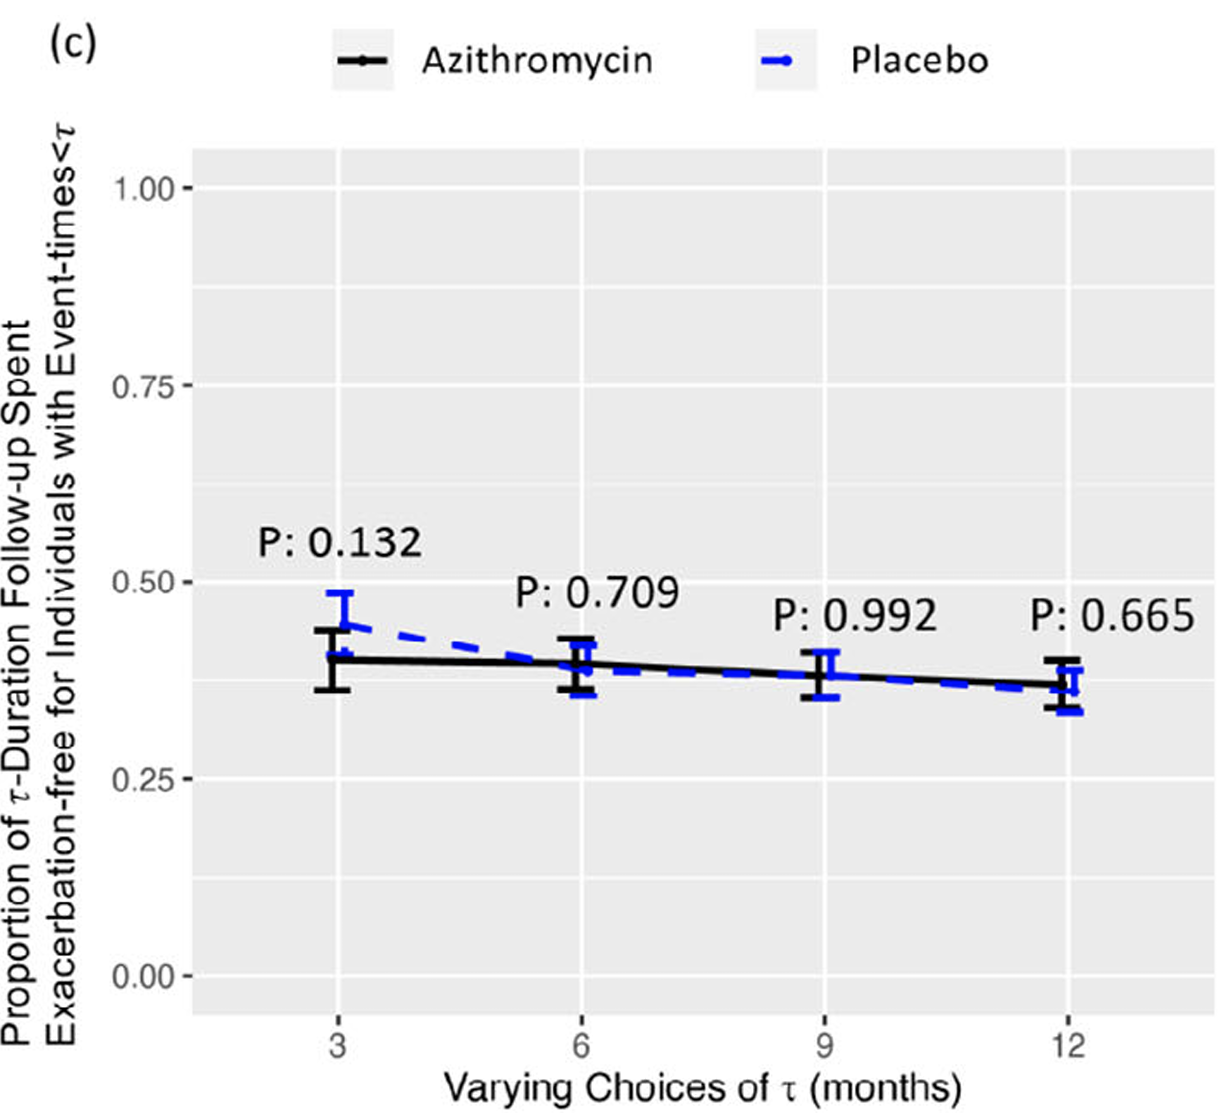 (c)
Azithromycin
Placebo
Proportion of τ-Duration Follow-up Spent
Exacerbation-free for Individuals with Event-times<τ
1.00
0.75
0.50
0.25
0.00
P: 0.132
P: 0.709
P: 0.992
P: 0.665
3
6
9
12
Varying Choices of τ (months)